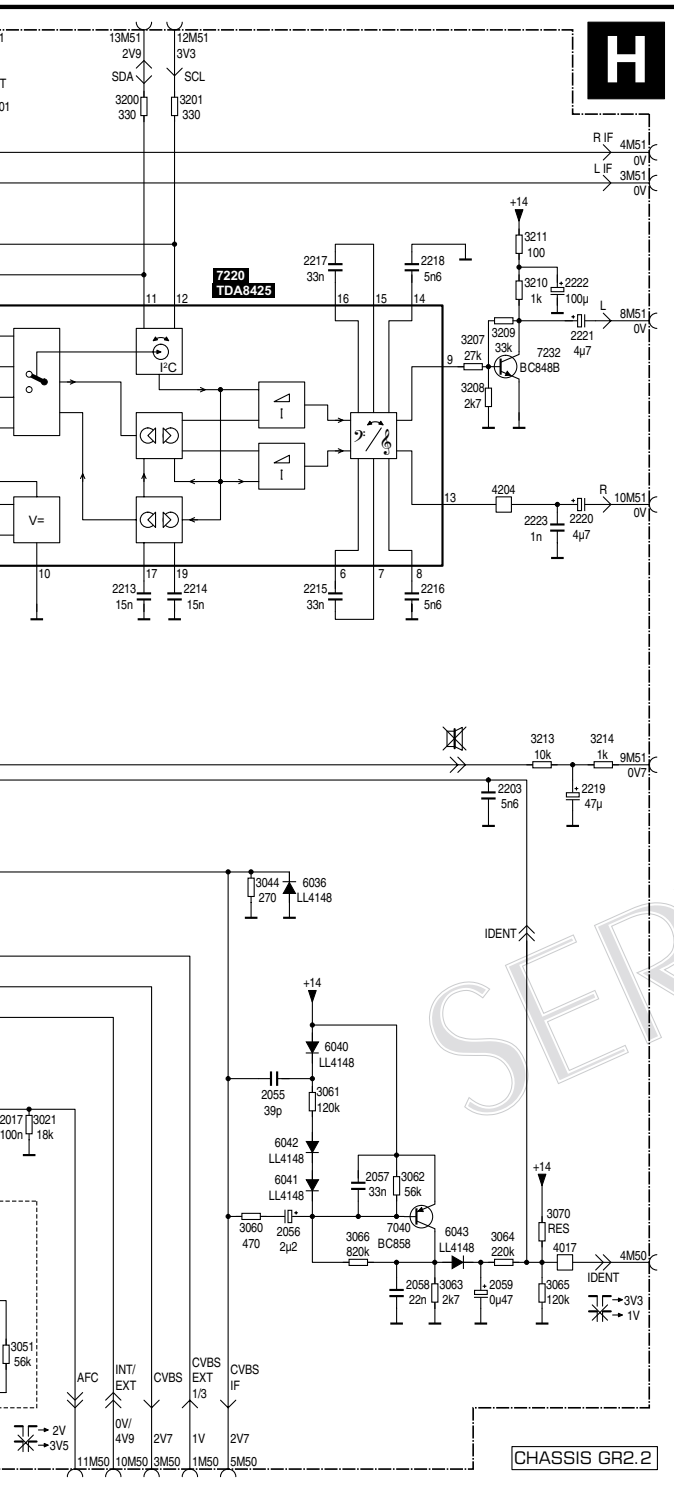 1
13M51
12M51
2V9
3V3
SDA
SCL
T
01
3200
330
3201
330
H
R IF
4M51
0V
L IF
3M51
0V
+14
3211
100
2217
33n
2218
5n6
7220
TDA8425
3210
1k
2222
100µ
11
12
16
15
14
L
8M51
0V
3209
33k
2221
4µ7
3207
27k
7232
BC848B
I²C
9
3208
2k7
I
I
13
4204
R
10M51
0V
2223
1n
2220
4µ7
V=
10
17
19
6
7
8
2213
15n
2214
15n
2215
33n
2216
5n6
3213
10k
3214
1k
9M51
0V7
2203
5n6
2219
47µ
3044
270
6036
LL4148
SER
IDENT
+14
6040
LL4148
2055
39p
3061
120k
2017
100n
3021
18k
6042
LL4148
6041
LL4148
2057
33n
3062
56k
+14
3060
470
2056
2µ2
7040
BC858
3066
820k
6043
LL4148
3064
220k
3070
RES
4017
4M50
IDENT
2058
22n
3063
2k7
2059
0µ47
3065
120k
3V3
1V
3051
56k
AFC
INT/
EXT
CVBS
CVBS
EXT
1/3
CVBS
IF
2V
3V5
0V/
4V9
2V7
1V
2V7
11M50
10M50
3M50
1M50
5M50
CHASSIS GR2.2